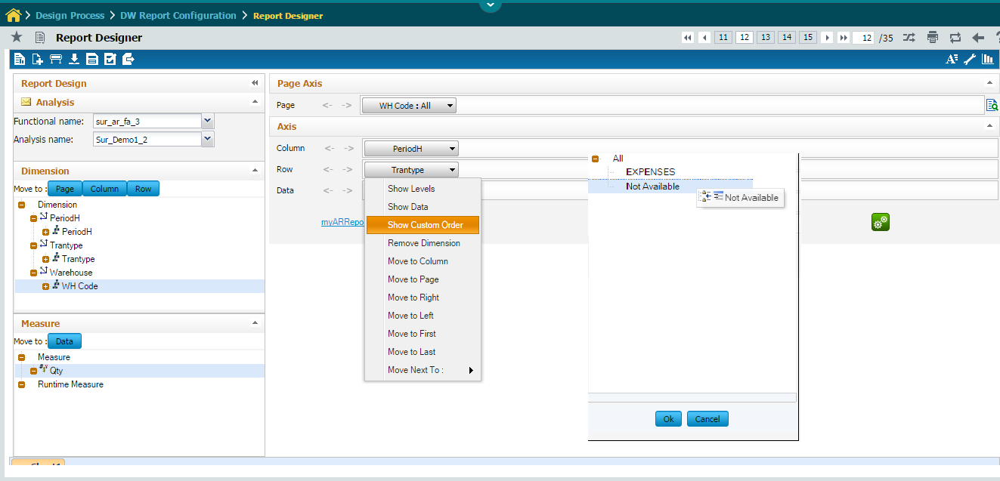 Design Process > DW Report Configuration > Report Designer
Report Designer
11 12 13 14 15 12 /35
Report Design
Analysis
Functional name: sur_ar_fa_3
Analysis name: Sur_Demo1_2
Dimension
Move to : Page Column Row
Dimension
PeriodH
PeriodH
Trantype
Trantype
Warehouse
WH Code
Measure
Move to : Data
Measure
Qty
Runtime Measure
Page Axis
Page <- -> WH Code : All
Axis
Column <- -> PeriodH
Row <- -> Trantype
Data <- ->
myARRepo
Show Levels
Show Data
Show Custom Order
Remove Dimension
Move to Column
Move to Page
Move to Right
Move to Left
Move to First
Move to Last
Move Next To :
All
EXPENSES
Not Available
Not Available
Ok Cancel